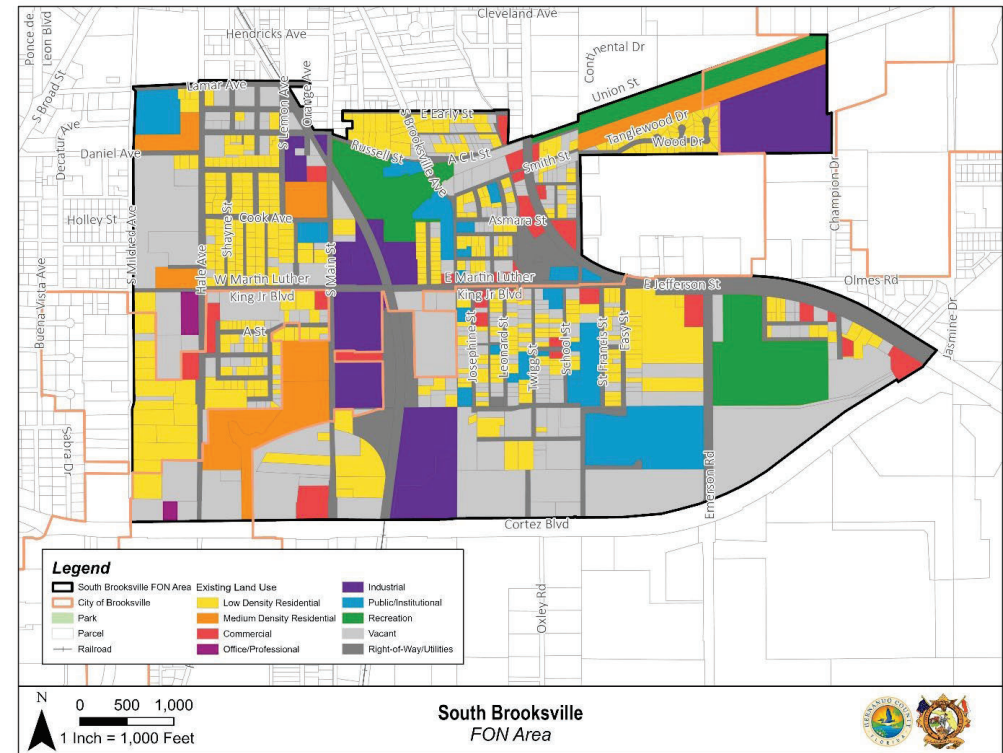 Cleveland Ave
Ponce de
Leon Blvd
Hendricks Ave
Continental Dr
S Broad St
Lamar Ave
S Lemon Ave
Orange Ave
Union St
E Early St
S Brooksville Ave
Tanglewood Dr
Wood Dr
Decatur Ave
Daniel Ave
Russell St
A C L St
Smith St
Champion Dr
Holley St
Shayne St
Cook Ave
Asmara St
S Mildred Ave
Hale Ave
S Main St
Buena Vista Ave
W Martin Luther
King Jr Blvd
E Martin Luther
King Jr Blvd
E Jefferson St
Olmes Rd
Jasmine Dr
A St
Josephine St
Leonard St
Twigg St
School St
St Francis St
Easy St
Sabra Dr
Emerson Rd
Cortez Blvd
Oxley Rd
Legend
South Brooksville FON Area
City of Brooksville
Park
Parcel
Railroad
Existing Land Use
Low Density Residential
Medium Density Residential
Commercial
Office/Professional
Industrial
Public/Institutional
Recreation
Vacant
Right-of-Way/Utilities
N
0 500 1,000
1 Inch = 1,000 Feet
South Brooksville
FON Area
HERNANDO COUNTY
FLORIDA